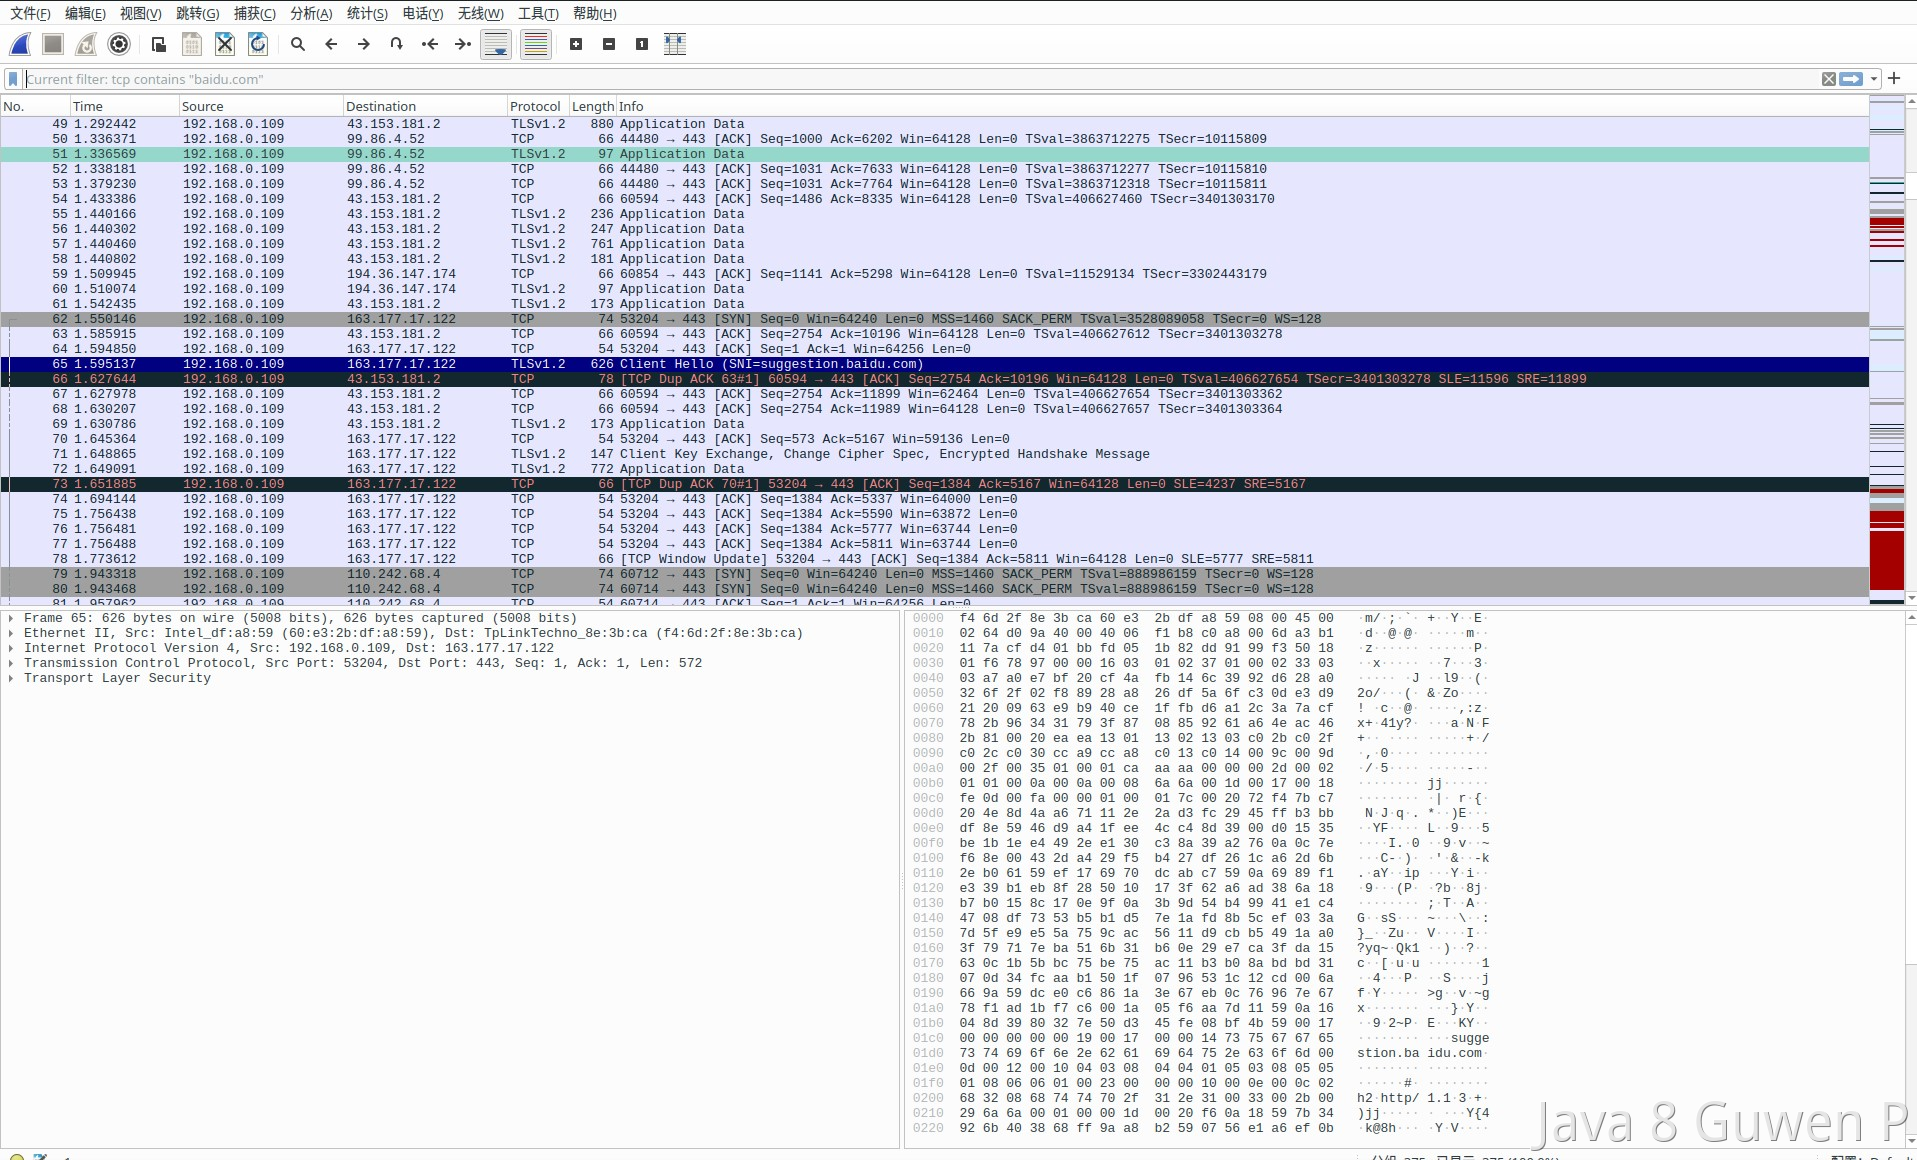 文件(F) 编辑(E) 视图(V) 跳转(G) 捕获(C) 分析(A) 统计(S) 电话(Y) 无线(W) 工具(T) 帮助(H)
Current filter: tcp contains "baidu.com"
No. Time Source Destination Protocol Length Info
49 1.292442 192.168.0.109 43.153.181.2 TLSv1.2 880 Application Data
50 1.336371 192.168.0.109 99.86.4.52 TCP 66 44480 → 443 [ACK] Seq=1000 Ack=6202 Win=64128 Len=0 TSval=3863712275 TSecr=10115809
51 1.336569 192.168.0.109 99.86.4.52 TLSv1.2 97 Application Data
52 1.338181 192.168.0.109 99.86.4.52 TCP 66 44480 → 443 [ACK] Seq=1031 Ack=7633 Win=64128 Len=0 TSval=3863712277 TSecr=10115810
53 1.379230 192.168.0.109 99.86.4.52 TCP 66 44480 → 443 [ACK] Seq=1031 Ack=7764 Win=64128 Len=0 TSval=3863712318 TSecr=10115811
54 1.433386 192.168.0.109 43.153.181.2 TCP 66 60594 → 443 [ACK] Seq=1486 Ack=8335 Win=64128 Len=0 TSval=406627460 TSecr=3401303170
55 1.440166 192.168.0.109 43.153.181.2 TLSv1.2 236 Application Data
56 1.440302 192.168.0.109 43.153.181.2 TLSv1.2 247 Application Data
57 1.440460 192.168.0.109 43.153.181.2 TLSv1.2 761 Application Data
58 1.440802 192.168.0.109 43.153.181.2 TLSv1.2 181 Application Data
59 1.509945 192.168.0.109 194.36.147.174 TCP 66 60854 → 443 [ACK] Seq=1141 Ack=5298 Win=64128 Len=0 TSval=11529134 TSecr=3302443179
60 1.510074 192.168.0.109 194.36.147.174 TLSv1.2 97 Application Data
61 1.542435 192.168.0.109 43.153.181.2 TLSv1.2 173 Application Data
62 1.550146 192.168.0.109 163.177.17.122 TCP 74 53204 → 443 [SYN] Seq=0 Win=64240 Len=0 MSS=1460 SACK_PERM TSval=3528089058 TSecr=0 WS=128
63 1.585915 192.168.0.109 43.153.181.2 TCP 66 60594 → 443 [ACK] Seq=2754 Ack=10196 Win=64128 Len=0 TSval=406627612 TSecr=3401303278
64 1.594850 192.168.0.109 163.177.17.122 TCP 54 53204 → 443 [ACK] Seq=1 Ack=1 Win=64256 Len=0
65 1.595137 192.168.0.109 163.177.17.122 TLSv1.2 626 Client Hello (SNI=suggestion.baidu.com)
66 1.627644 192.168.0.109 43.153.181.2 TCP 78 [TCP Dup ACK 63#1] 60594 → 443 [ACK] Seq=2754 Ack=10196 Win=64128 Len=0 TSval=406627654 TSecr=3401303278 SLE=11596 SRE=11899
67 1.627978 192.168.0.109 43.153.181.2 TCP 66 60594 → 443 [ACK] Seq=2754 Ack=11899 Win=62464 Len=0 TSval=406627654 TSecr=3401303362
68 1.630207 192.168.0.109 43.153.181.2 TCP 66 60594 → 443 [ACK] Seq=2754 Ack=11989 Win=64128 Len=0 TSval=406627657 TSecr=3401303364
69 1.630786 192.168.0.109 43.153.181.2 TLSv1.2 173 Application Data
70 1.645364 192.168.0.109 163.177.17.122 TCP 54 53204 → 443 [ACK] Seq=573 Ack=5167 Win=59136 Len=0
71 1.648865 192.168.0.109 163.177.17.122 TLSv1.2 147 Client Key Exchange, Change Cipher Spec, Encrypted Handshake Message
72 1.649091 192.168.0.109 163.177.17.122 TLSv1.2 772 Application Data
73 1.651885 192.168.0.109 163.177.17.122 TCP 66 [TCP Dup ACK 70#1] 53204 → 443 [ACK] Seq=1384 Ack=5167 Win=64128 Len=0 SLE=4237 SRE=5167
74 1.694144 192.168.0.109 163.177.17.122 TCP 54 53204 → 443 [ACK] Seq=1384 Ack=5337 Win=64000 Len=0
75 1.756438 192.168.0.109 163.177.17.122 TCP 54 53204 → 443 [ACK] Seq=1384 Ack=5590 Win=63872 Len=0
76 1.756481 192.168.0.109 163.177.17.122 TCP 54 53204 → 443 [ACK] Seq=1384 Ack=5777 Win=63744 Len=0
77 1.756488 192.168.0.109 163.177.17.122 TCP 54 53204 → 443 [ACK] Seq=1384 Ack=5811 Win=63744 Len=0
78 1.773612 192.168.0.109 163.177.17.122 TCP 66 [TCP Window Update] 53204 → 443 [ACK] Seq=1384 Ack=5811 Win=64128 Len=0 SLE=5777 SRE=5811
79 1.943318 192.168.0.109 110.242.68.4 TCP 74 60712 → 443 [SYN] Seq=0 Win=64240 Len=0 MSS=1460 SACK_PERM TSval=888986159 TSecr=0 WS=128
80 1.943468 192.168.0.109 110.242.68.4 TCP 74 60714 → 443 [SYN] Seq=0 Win=64240 Len=0 MSS=1460 SACK_PERM TSval=888986159 TSecr=0 WS=128
81 1.957962 192.168.0.109 110.242.68.4 TCP 54 60714 → 443 [ACK] Seq=1 Ack=1 Win=64256 Len=0
Frame 65: 626 bytes on wire (5008 bits), 626 bytes captured (5008 bits)
Ethernet II, Src: Intel_df:a8:59 (60:e3:2b:df:a8:59), Dst: TpLinkTechno_8e:3b:ca (f4:6d:2f:8e:3b:ca)
Internet Protocol Version 4, Src: 192.168.0.109, Dst: 163.177.17.122
Transmission Control Protocol, Src Port: 53204, Dst Port: 443, Seq: 1, Ack: 1, Len: 572
Transport Layer Security
0000 f4 6d 2f 8e 3b ca 60 e3 2b df a8 59 08 00 45 00
0010 02 64 d0 9a 40 00 40 06 f1 b8 c0 a8 00 6d a3 b1
0020 11 7a cf d4 01 bb fd 05 1b 82 dd 91 99 f3 50 18
0030 01 f6 78 97 00 00 16 03 01 02 37 01 00 02 33 03
0040 03 a7 a0 e7 bf 20 cf 4a fb 14 6c 39 92 d6 28 a0
0050 32 6f 2f 02 f8 89 28 a8 26 df 5a 6f c3 0d e3 d9
0060 21 20 09 63 e9 b9 40 ce 1f fb d6 a1 2c 3a 7a cf
0070 78 2b 96 34 31 79 3f 87 08 85 92 61 a6 4e ac 46
0080 2b 81 00 20 ea ea 13 01 13 02 13 03 c0 2b c0 2f
0090 c0 2c c0 30 cc a9 cc a8 c0 13 c0 14 00 9c 00 9d
00a0 00 2f 00 35 01 00 01 ca aa aa 00 00 00 2d 00 02
00b0 01 01 00 0a 00 0a 00 08 6a 6a 00 1d 00 17 00 18
00c0 fe 0d 00 fa 00 00 01 00 01 7c 00 20 72 f4 7b c7
00d0 20 4e 8d 4a a6 71 11 2e 2a d3 fc 29 45 ff b3 bb
00e0 df 8e 59 46 d9 a4 1f ee 4c c4 8d 39 00 d0 15 35
00f0 be 1b 1e e4 49 2e e1 30 c3 8a 39 a2 76 0a 0c 7e
0100 f6 8e 00 43 2d a4 29 f5 b4 27 df 26 1c a6 2d 6b
0110 2e b0 61 59 ef 17 69 70 dc ab c7 59 0a 69 89 f1
0120 e3 39 b1 eb 8f 28 50 10 17 3f 62 a6 ad 38 6a 18
0130 b7 b0 15 8c 17 0e 9f 0a 3b 9d 54 b4 99 41 e1 c4
0140 47 08 df 73 53 b5 b1 d5 7e 1a fd 8b 5c ef 03 3a
0150 7d 5f e9 e5 5a 75 9c ac 56 11 d9 cb b5 49 1a a0
0160 3f 79 71 7e ba 51 6b 31 b6 0e 29 e7 ca 3f da 15
0170 63 0c 1b 5b bc 75 be 75 ac 11 b3 b0 8a bd bd 31
0180 07 0d 34 fc aa b1 50 1f 07 96 53 1c 12 cd 00 6a
0190 66 9a 59 dc e0 c6 86 1a 3e 67 eb 0c 76 96 7e 67
01a0 78 f1 ad 1b f7 c6 00 1a 05 f6 aa 7d 11 59 0a 16
01b0 04 8d 39 80 32 7e 50 d3 45 fe 08 bf 4b 59 00 17
01c0 00 00 00 00 00 19 00 17 00 00 14 73 75 67 67 65 sugge
01d0 73 74 69 6f 6e 2e 62 61 69 64 75 2e 63 6f 6d 00 stion.ba idu.com
01e0 0d 00 12 00 10 04 03 08 04 04 01 05 03 08 05 05
01f0 01 08 06 06 01 00 23 00 00 00 10 00 0e 00 0c 02
0200 68 32 08 68 74 74 70 2f 31 2e 31 00 33 00 2b 00 h2·http/ 1.1·3·+·
0210 29 6a 6a 00 01 00 00 1d 00 20 f6 0a 18 59 7b 34
0220 92 6b 40 38 68 ff 9a a8 b2 59 07 56 e1 a6 ef 0b
Java 8 Guwen P